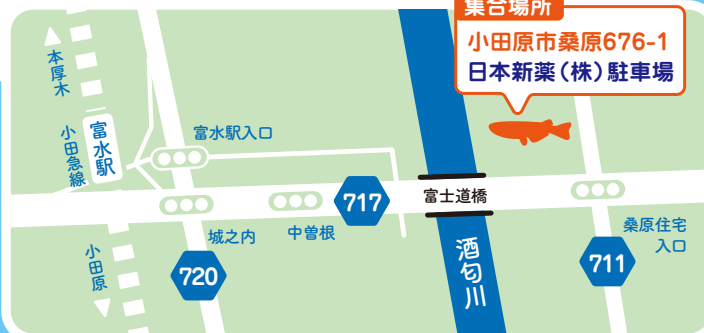 集合場所
小田原市桑原676-1
日本新薬（株）駐車場
本厚木
小田急線
富水駅
富水駅入口
717
富士道橋
城之内
中曽根
桑原住宅
入口
小田原
720
酒匂川
711